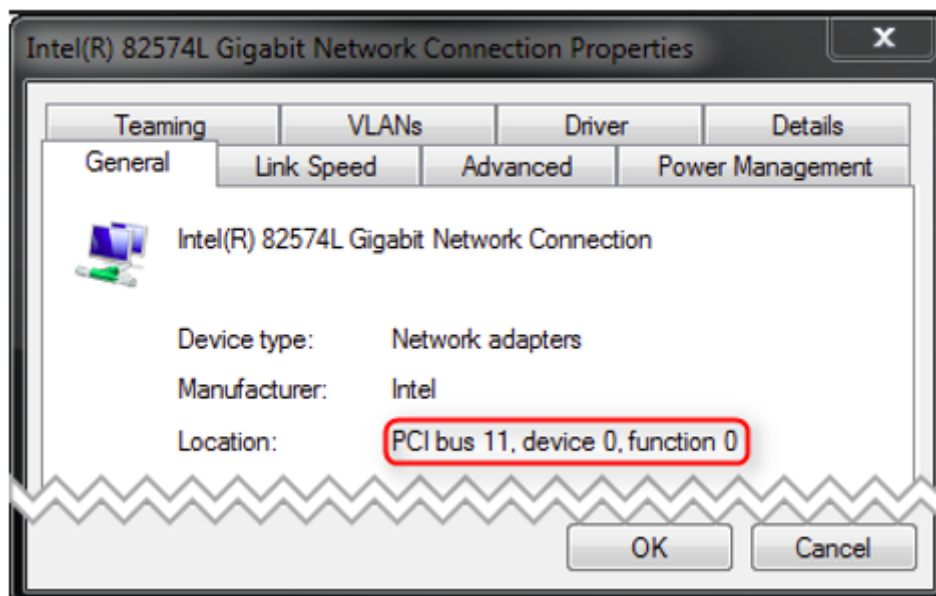 Intel(R) 82574L Gigabit Network Connection Properties
x
Teaming VLANs Driver Details
General Link Speed Advanced Power Management
Intel(R) 82574L Gigabit Network Connection
Device type: Network adapters
Manufacturer: Intel
Location: PCI bus 11, device 0, function 0
OK Cancel